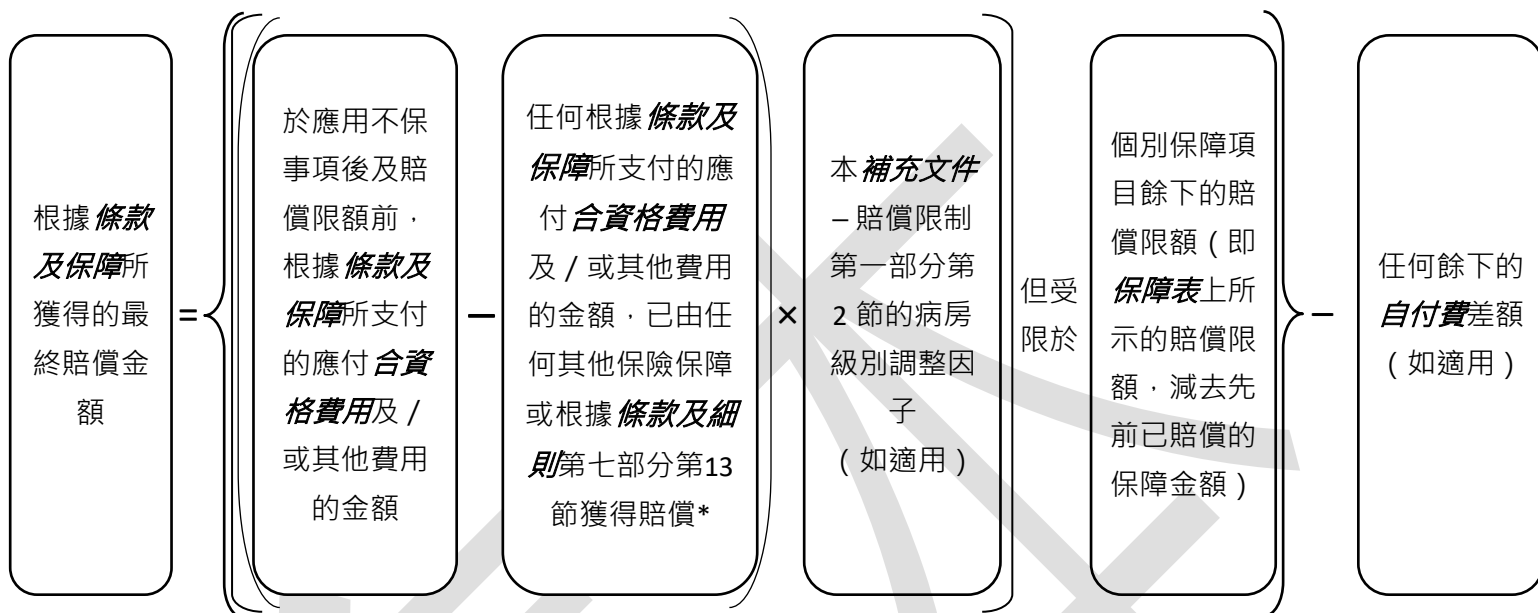 根據條款
及保障所
獲得的最
終賠償金
額
=
於應用不保
事項後及賠
償限額前，
根據條款及
保障所支付
的應付合資
格費用及 /
或其他費用
的金額
–
任何根據條款及
保障所支付的應
付合資格費用
及 / 或其他費用
的金額，已由任
何其他保險保障
或根據條款及細
則第七部分第13
節獲得賠償*
×
本補充文件
– 賠償限制
第一部分第
2 節的病房
級別調整因
子
（如適用）
但受
限於
個別保障項
目餘下的賠
償限額（即
保障表上所
示的賠償限
額，減去先
前已賠償的
保障金額）
–
任何餘下的
自付費差額
（如適用）